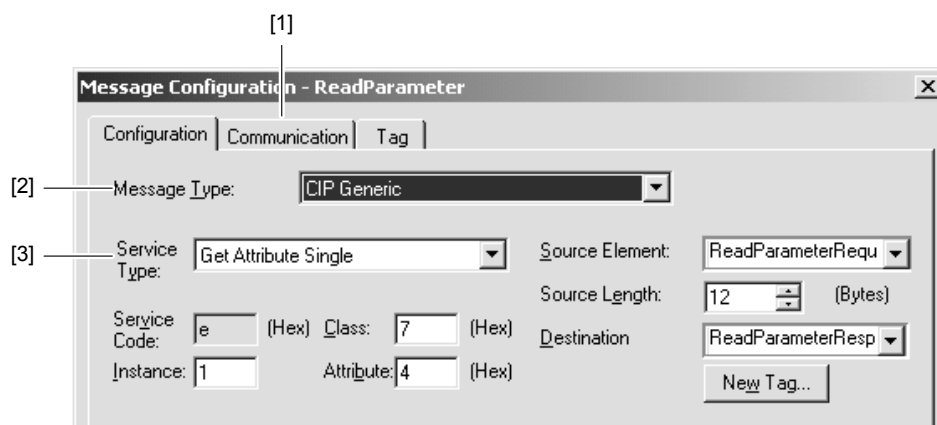 [1]
Message Configuration - ReadParameter
Configuration Communication Tag
[2] Message Type: CIP Generic
[3] Service Type: Get Attribute Single
Source Element: ReadParameterRequ
Source Length: 12 (Bytes)
Service Code: e (Hex) Class: 7 (Hex)
Destination ReadParameterResp
Instance: 1 Attribute: 4 (Hex)
New Tag...